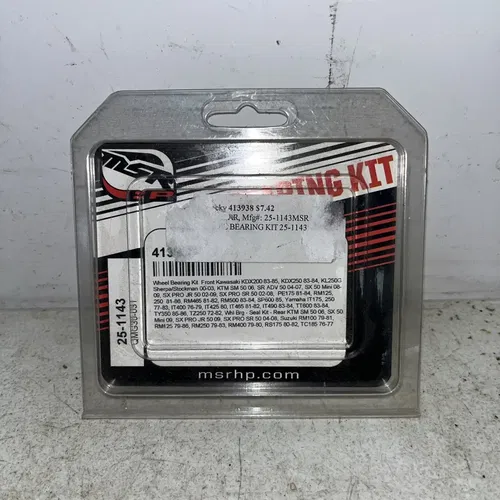 MSR
HP
BEARING KIT
cky 413938 $7.42
Mfg#: 25-1143MSR
BEARING KIT 25-1143
413
Wheel Bearing Kit Front Kawasaki KDX200 83-85, KDX250 83-84, KL250G
Sherpa/Stockman 00-03, KTM SM 50 06, SR ADV 50 04-07, SX 50 Mini 08-
09, SX PRO JR 50 02-09, SX PRO SR 50 02-08, PE175 81-84, RM125,
250 81-86, RM465 81-82, RM500 83-84, SP600 85, Yamaha IT175, 250
77-83, IT400 76-79, IT425 80, IT465 81-82, IT490 83-84, TT600 83-84,
TY350 85-86, TZ250 72-82, Whl Brg - Seal Kit - Rear KTM SM 50 06, SX 50
Mini 09, SX PRO JR 50 09, SX PRO SR 50 04-08, Suzuki RM100 79-81,
RM125 79-86, RM250 79-83, RM400 79-80, RS175 80-82, TC185 76-77
25-1143
msrhp.com